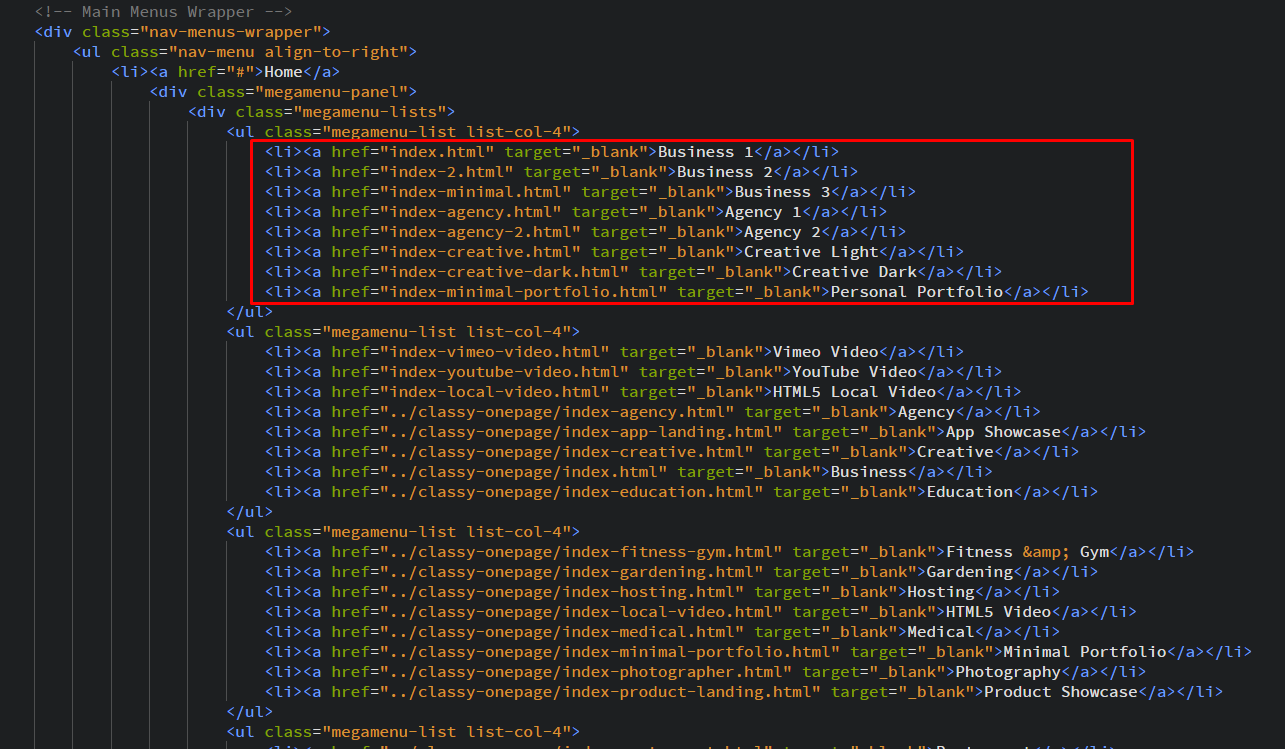 <!-- Main Menus Wrapper -->
<div class="nav-menus-wrapper">
<ul class="nav-menu align-to-right">
<li><a href="#">Home</a>
<div class="megamenu-panel">
<div class="megamenu-lists">
<ul class="megamenu-list list-col-4">
<li><a href="index.html" target="_blank">Business 1</a></li>
<li><a href="index-2.html" target="_blank">Business 2</a></li>
<li><a href="index-minimal.html" target="_blank">Business 3</a></li>
<li><a href="index-agency.html" target="_blank">Agency 1</a></li>
<li><a href="index-agency-2.html" target="_blank">Agency 2</a></li>
<li><a href="index-creative.html" target="_blank">Creative Light</a></li>
<li><a href="index-creative-dark.html" target="_blank">Creative Dark</a></li>
<li><a href="index-minimal-portfolio.html" target="_blank">Personal Portfolio</a></li>
</ul>
<ul class="megamenu-list list-col-4">
<li><a href="index-vimeo-video.html" target="_blank">Vimeo Video</a></li>
<li><a href="index-youtube-video.html" target="_blank">YouTube Video</a></li>
<li><a href="index-local-video.html" target="_blank">HTML5 Local Video</a></li>
<li><a href="../classy-onepage/index-agency.html" target="_blank">Agency</a></li>
<li><a href="../classy-onepage/index-app-landing.html" target="_blank">App Showcase</a></li>
<li><a href="../classy-onepage/index-creative.html" target="_blank">Creative</a></li>
<li><a href="../classy-onepage/index.html" target="_blank">Business</a></li>
<li><a href="../classy-onepage/index-education.html" target="_blank">Education</a></li>
</ul>
<ul class="megamenu-list list-col-4">
<li><a href="../classy-onepage/index-fitness-gym.html" target="_blank">Fitness &amp; Gym</a></li>
<li><a href="../classy-onepage/index-gardening.html" target="_blank">Gardening</a></li>
<li><a href="../classy-onepage/index-hosting.html" target="_blank">Hosting</a></li>
<li><a href="../classy-onepage/index-local-video.html" target="_blank">HTML5 Video</a></li>
<li><a href="../classy-onepage/index-medical.html" target="_blank">Medical</a></li>
<li><a href="../classy-onepage/index-minimal-portfolio.html" target="_blank">Minimal Portfolio</a></li>
<li><a href="../classy-onepage/index-photographer.html" target="_blank">Photography</a></li>
<li><a href="../classy-onepage/index-product-landing.html" target="_blank">Product Showcase</a></li>
</ul>
<ul class="megamenu-list list-col-4">